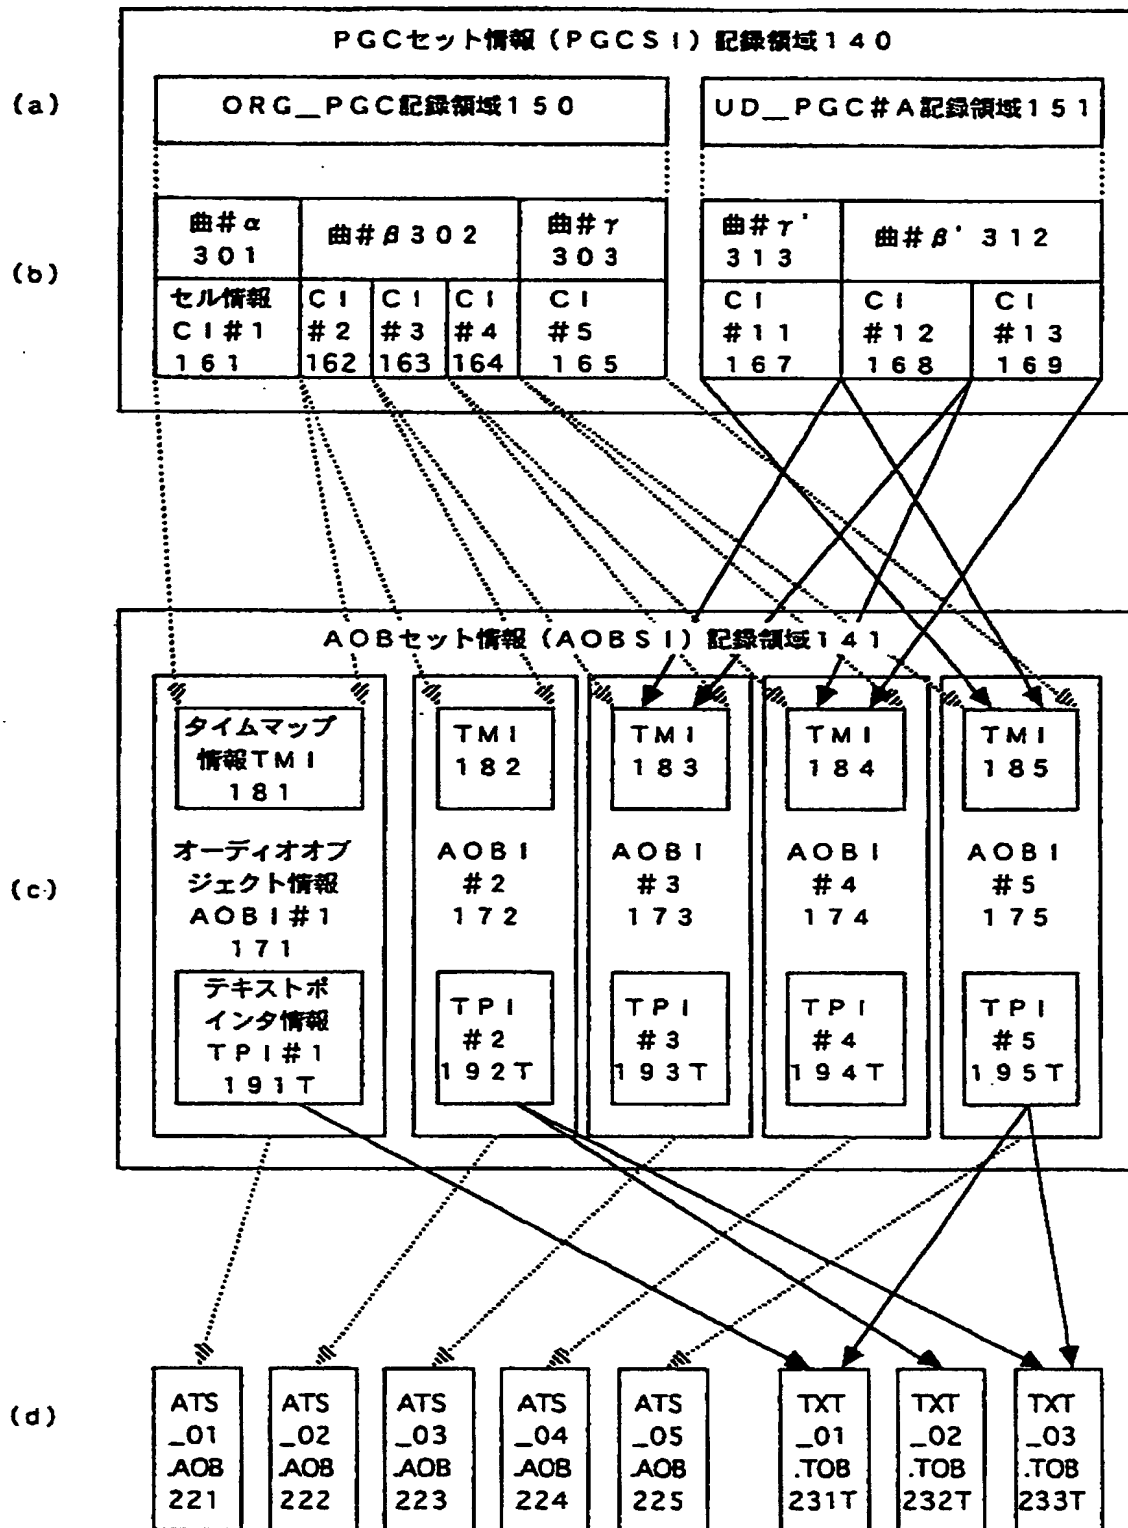 PGCセット情報(PGCSI)記録領域140
(a)
ORG__PGC記録領域150
UD__PGC#A記録領域151
(b)
曲#α
301
曲#β302
曲#γ
303
曲#γ'
313
曲#β'312
セル情報
CI#1
161
CI
#2
162
CI
#3
163
CI
#4
164
CI
#5
165
CI
#11
167
CI
#12
168
CI
#13
169
AOBセット情報(AOBSI)記録領域141
(c)
タイムマップ
情報TMI
181
TMI
182
TMI
183
TMI
184
TMI
185
オーディオオブ
ジェクト情報
AOBI#1
171
AOBI
#2
172
AOBI
#3
173
AOBI
#4
174
AOBI
#5
175
テキストポ
インタ情報
TPI#1
191T
TPI
#2
192T
TPI
#3
193T
TPI
#4
194T
TPI
#5
195T
(d)
ATS
_01
.AOB
221
ATS
_02
.AOB
222
ATS
_03
.AOB
223
ATS
_04
.AOB
224
ATS
_05
.AOB
225
TXT
_01
.TOB
231T
TXT
_02
.TOB
232T
TXT
_03
.TOB
233T